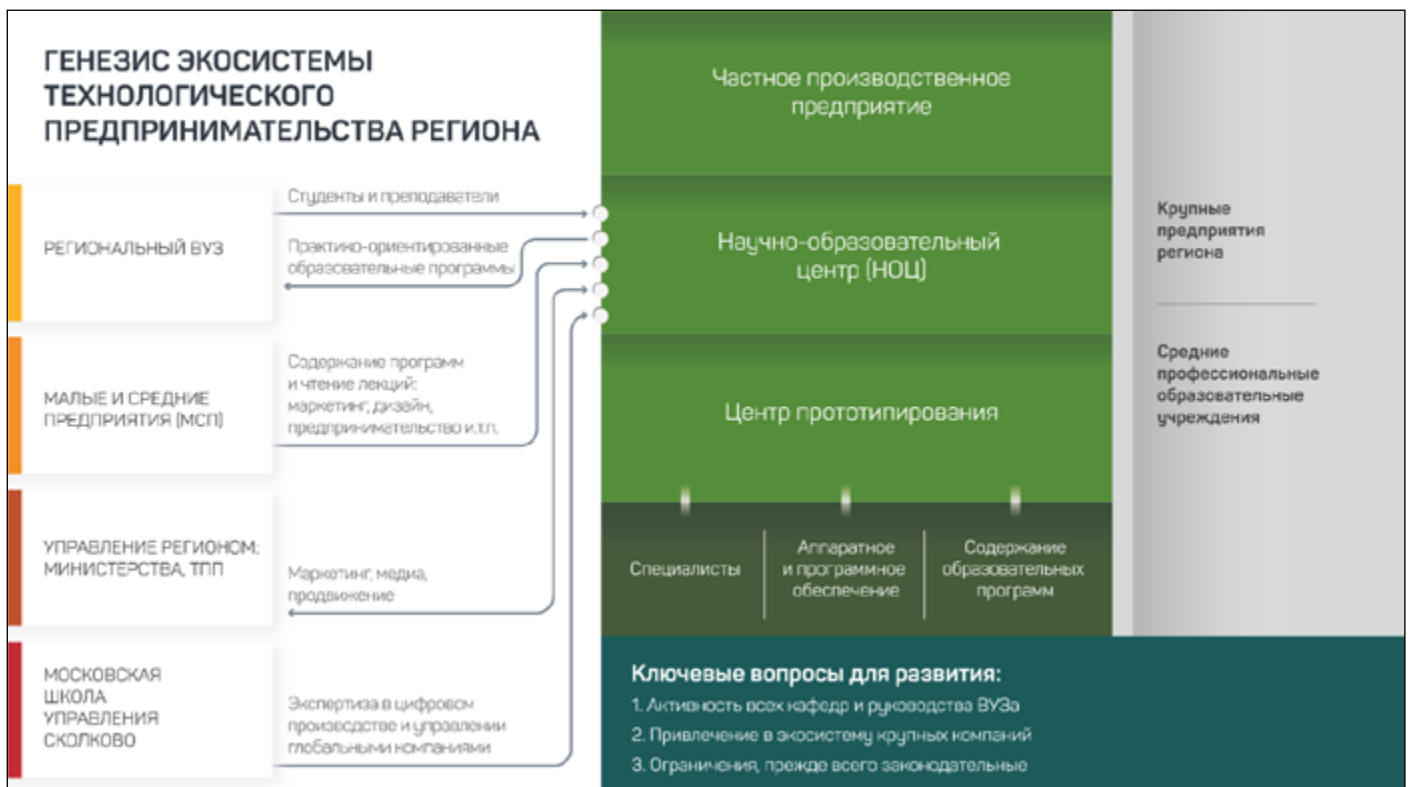 ГЕНЕЗИС ЭКОСИСТЕМЫ
ТЕХНОЛОГИЧЕСКОГО
ПРЕДПРИНИМАТЕЛЬСТВА РЕГИОНА
РЕГИОНАЛЬНЫЙ ВУЗ
Студенты и преподаватели
Практико-ориентированные
образовательные программы
МАЛЫЕ И СРЕДНИЕ
ПРЕДПРИЯТИЯ (МСП)
Содержание программ
и чтение лекций:
маркетинг, дизайн,
предпринимательство и.т.п.
УПРАВЛЕНИЕ РЕГИОНОМ:
МИНИСТЕРСТВА, ТПП
Маркетинг, медиа,
продвижение
МОСКОВСКАЯ
ШКОЛА
УПРАВЛЕНИЯ
СКОЛКОВО
Экспертиза в цифровом
производстве и управлении
глобальными компаниями
Частное производственное
предприятие
Научно-образовательный
центр (НОЦ)
Центр прототипирования
Специалисты
Аппаратное
и программное
обеспечение
Содержание
образовательных
программ
Крупные
предприятия
региона
Средние
профессиональные
образовательные
учреждения
Ключевые вопросы для развития:
1. Активность всех кафедр и руководства ВУЗа
2. Привлечение в экосистему крупных компаний
3. Ограничения, прежде всего законодательные